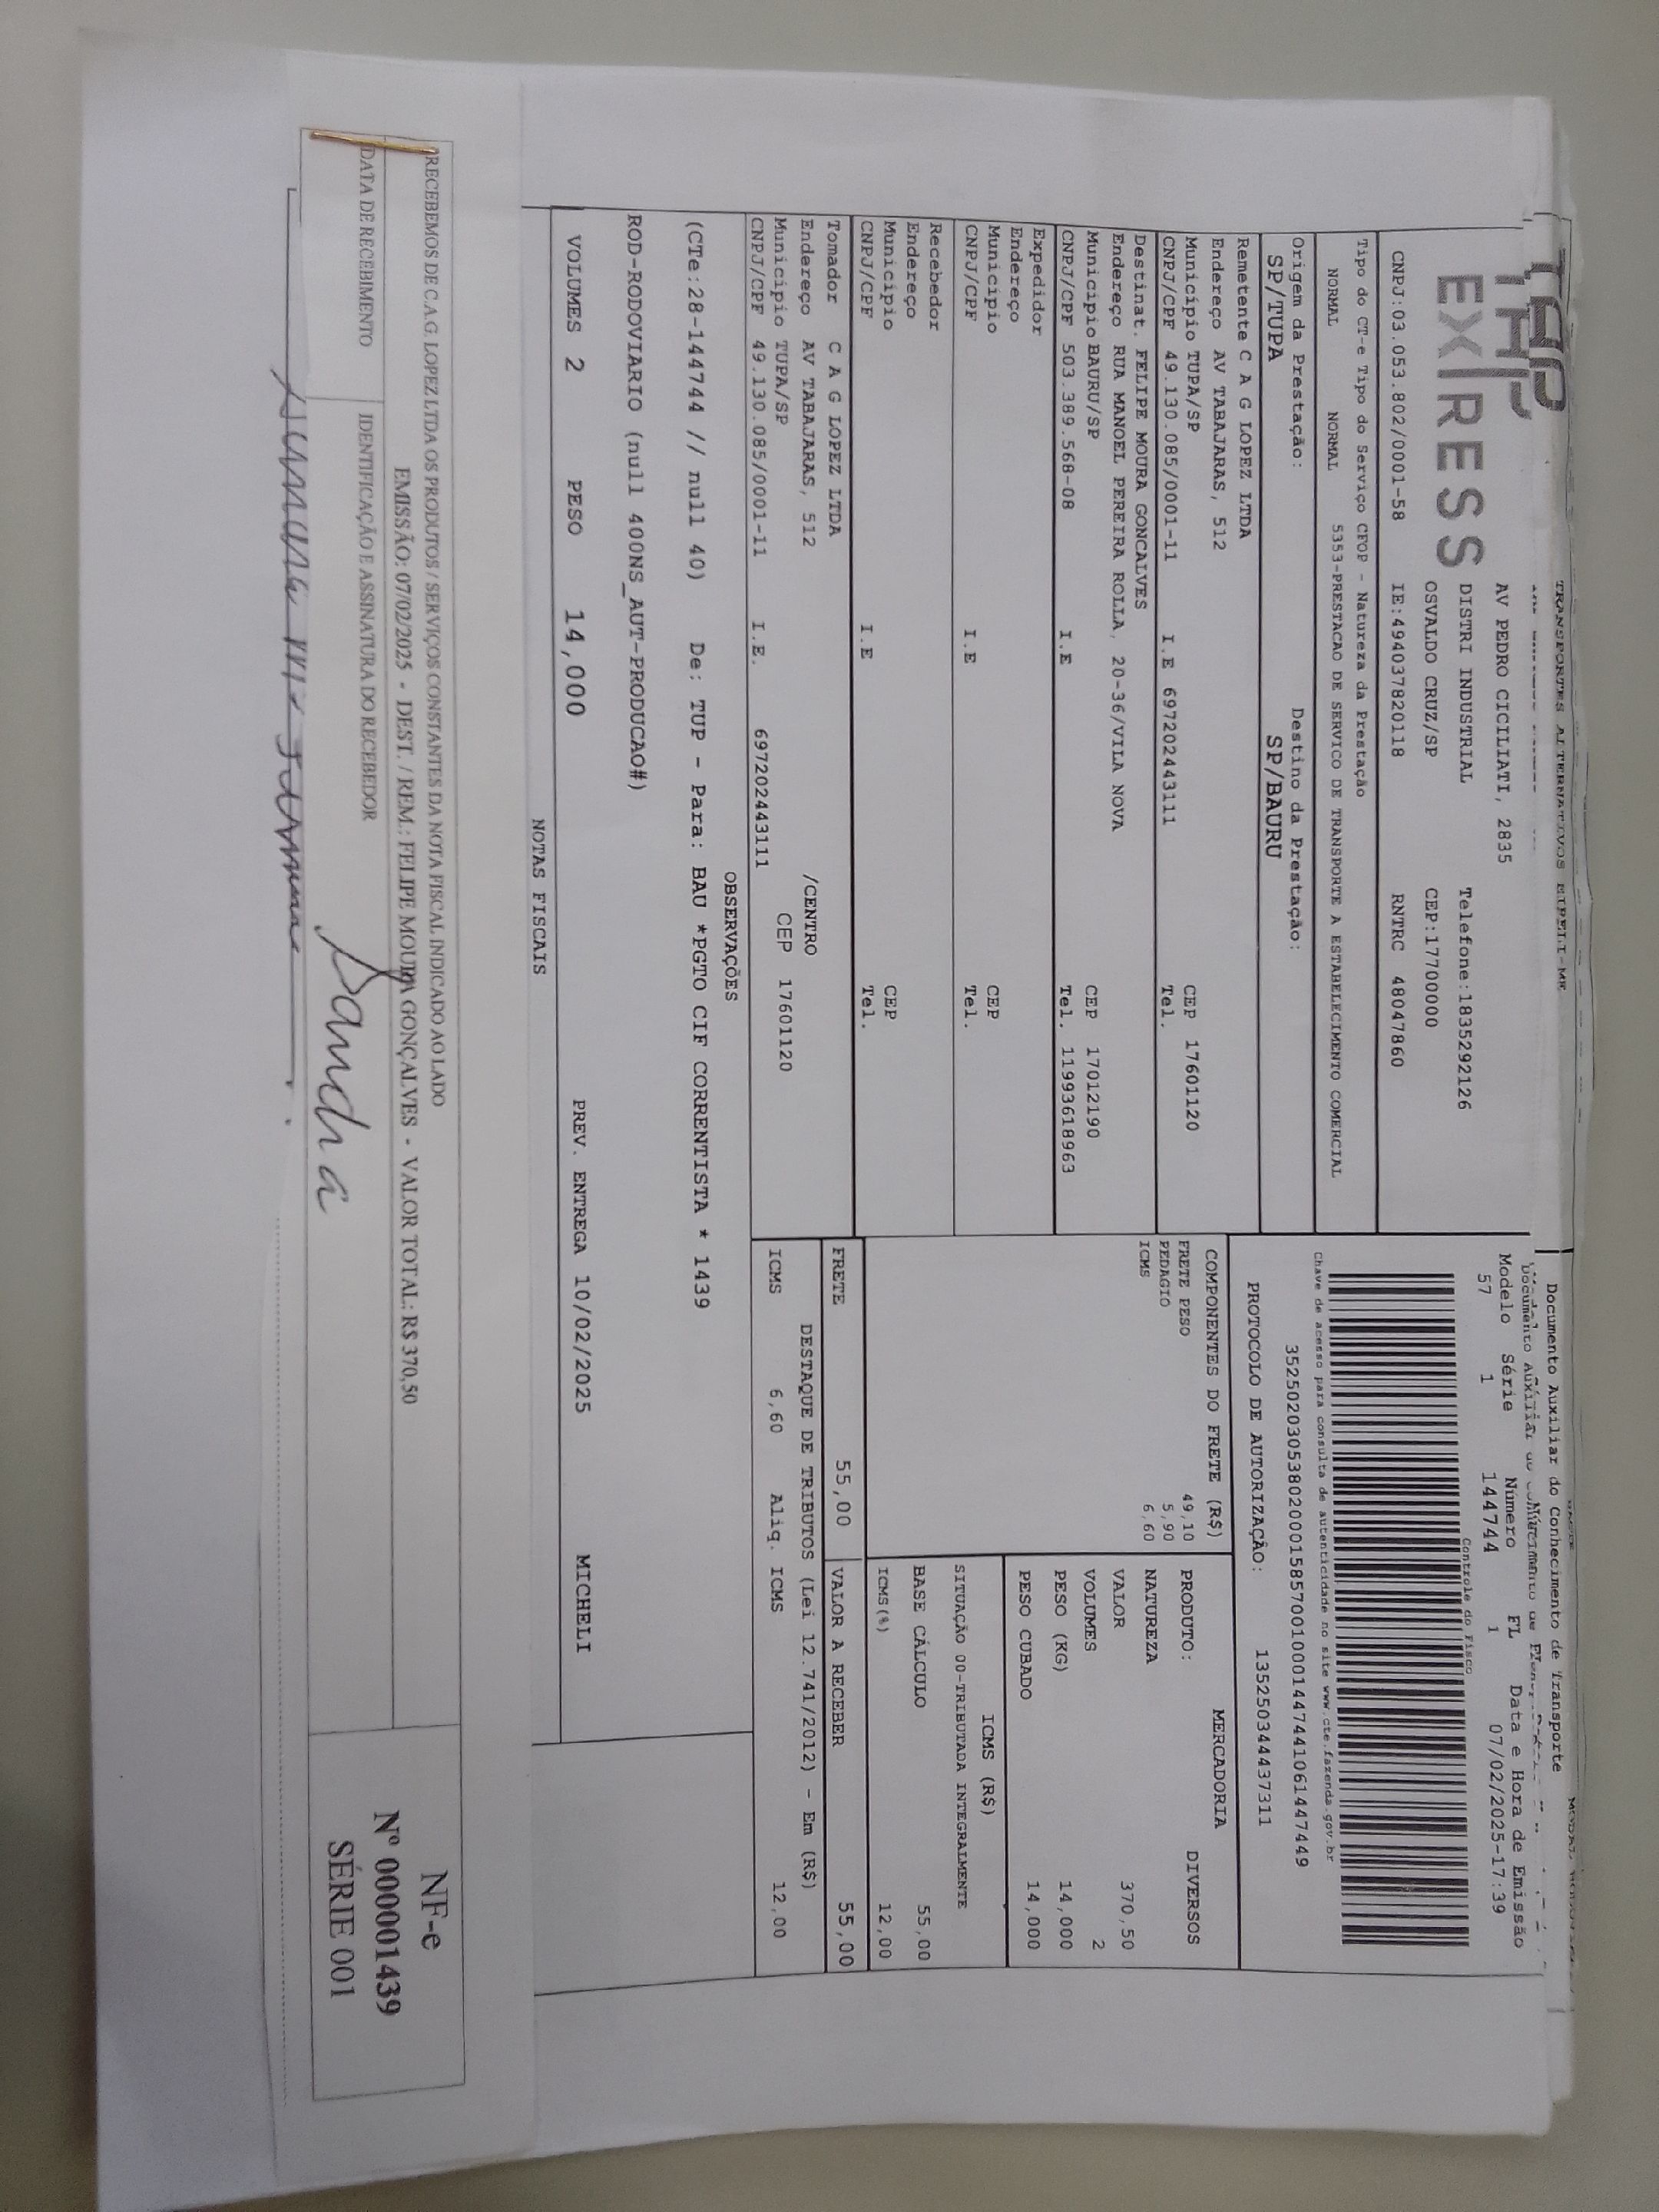 TRANSPORTES ALTERNATIVOS EIRELI-ME
EXPRESS
AV PEDRO CICILIATI, 2835
DISTRI INDUSTRIAL Telefone:1835292126
OSVALDO CRUZ/SP CEP:17700000
CNPJ:03.053.802/0001-58 IE:494037820118 RNTRC 48047860
Documento Auxiliar do Conhecimento de Transporte
Modelo Série Número FL Data e Hora de Emissão
57 1 144744 1 07/02/2025-17:39
Controle do Fisco
Chave de acesso para consulta de autenticidade no site www.cte.fazenda.gov.br
35250203053802000158570010001447441061447449
PROTOCOLO DE AUTORIZAÇÃO: 135250344437311
Tipo do CT-e Tipo do Serviço CFOP - Natureza da Prestação
NORMAL NORMAL 5353-PRESTACAO DE SERVICO DE TRANSPORTE A ESTABELECIMENTO COMERCIAL
Origem da Prestação: Destino da Prestação:
SP/TUPA SP/BAURU
Remetente C A G LOPEZ LTDA
Endereço AV TABAJARAS, 512
Município TUPA/SP CEP 17601120
CNPJ/CPF 49.130.085/0001-11 I.E 697202443111 Tel.
Destinat. FELIPE MOURA GONCALVES
Endereço RUA MANOEL PEREIRA ROLLA, 20-36/VILA NOVA
Município BAURU/SP CEP 17012190
CNPJ/CPF 503.389.568-08 I.E Tel. 11993618963
Expedidor
Endereço
Município CEP
CNPJ/CPF I.E Tel.
Recebedor
Endereço
Município CEP
CNPJ/CPF I.E Tel.
Tomador C A G LOPEZ LTDA
Endereço AV TABAJARAS, 512 /CENTRO
Município TUPA/SP CEP 17601120
CNPJ/CPF 49.130.085/0001-11 I.E. 697202443111
COMPONENTES DO FRETE (R$)
FRETE PESO 49,10
PEDAGIO 5,90
ICMS 6,60
MERCADORIA
PRODUTO: DIVERSOS
NATUREZA
VALOR 370,50
VOLUMES 2
PESO (KG) 14,000
PESO CUBADO 14,000
ICMS (R$)
SITUAÇÃO 00-TRIBUTADA INTEGRALMENTE
BASE CÁLCULO 55,00
ICMS(%) 12,00
FRETE 55,00 VALOR A RECEBER 55,00
DESTAQUE DE TRIBUTOS (Lei 12.741/2012) - Em (R$)
ICMS 6,60 Aliq. ICMS 12,00
OBSERVAÇÕES
(CTe:28-144744 // null 40) De: TUP - Para: BAU *PGTO CIF CORRENTISTA * 1439
ROD-RODOVIARIO (null 400NS_AUT-PRODUCAO#)
VOLUMES 2 PESO 14,000 PREV. ENTREGA 10/02/2025 MICHELI
NOTAS FISCAIS
RECEBEMOS DE C.A.G. LOPEZ LTDA OS PRODUTOS / SERVIÇOS CONSTANTES DA NOTA FISCAL INDICADO AO LADO
EMISSÃO: 07/02/2025 - DEST. / REM.: FELIPE MOURA GONÇALVES - VALOR TOTAL: R$ 370,50
DATA DE RECEBIMENTO IDENTIFICAÇÃO E ASSINATURA DO RECEBEDOR
Sandra
NF-e
Nº 000001439
SÉRIE 001